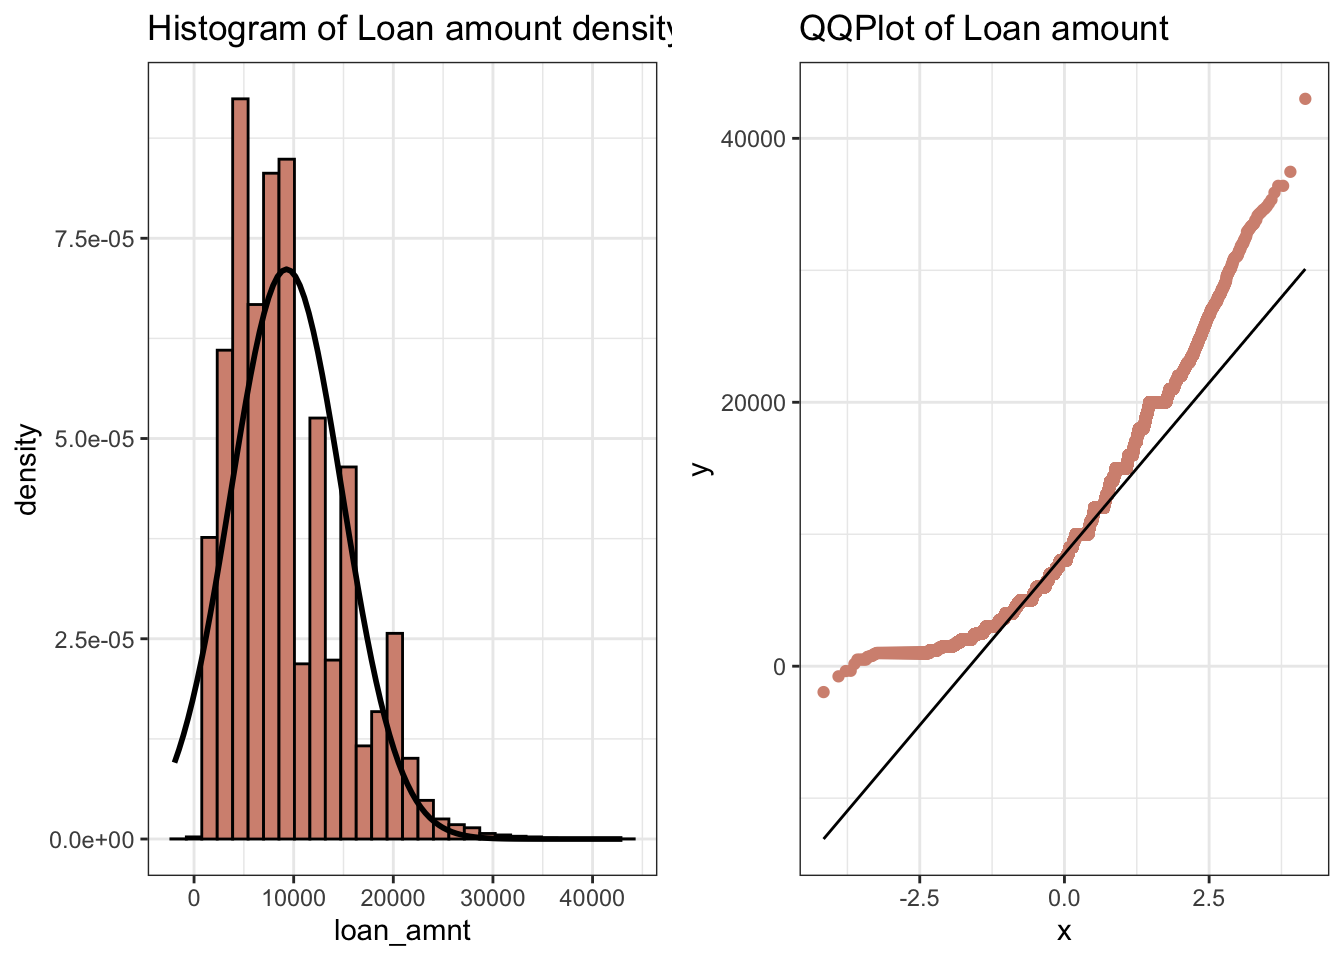 Histogram of Loan amount density
density
7.5e-05
5.0e-05
2.5e-05
0.0e+00
0 10000 20000 30000 40000
loan_amnt
QQPlot of Loan amount
y
40000
20000
0
-2.5 0.0 2.5
x